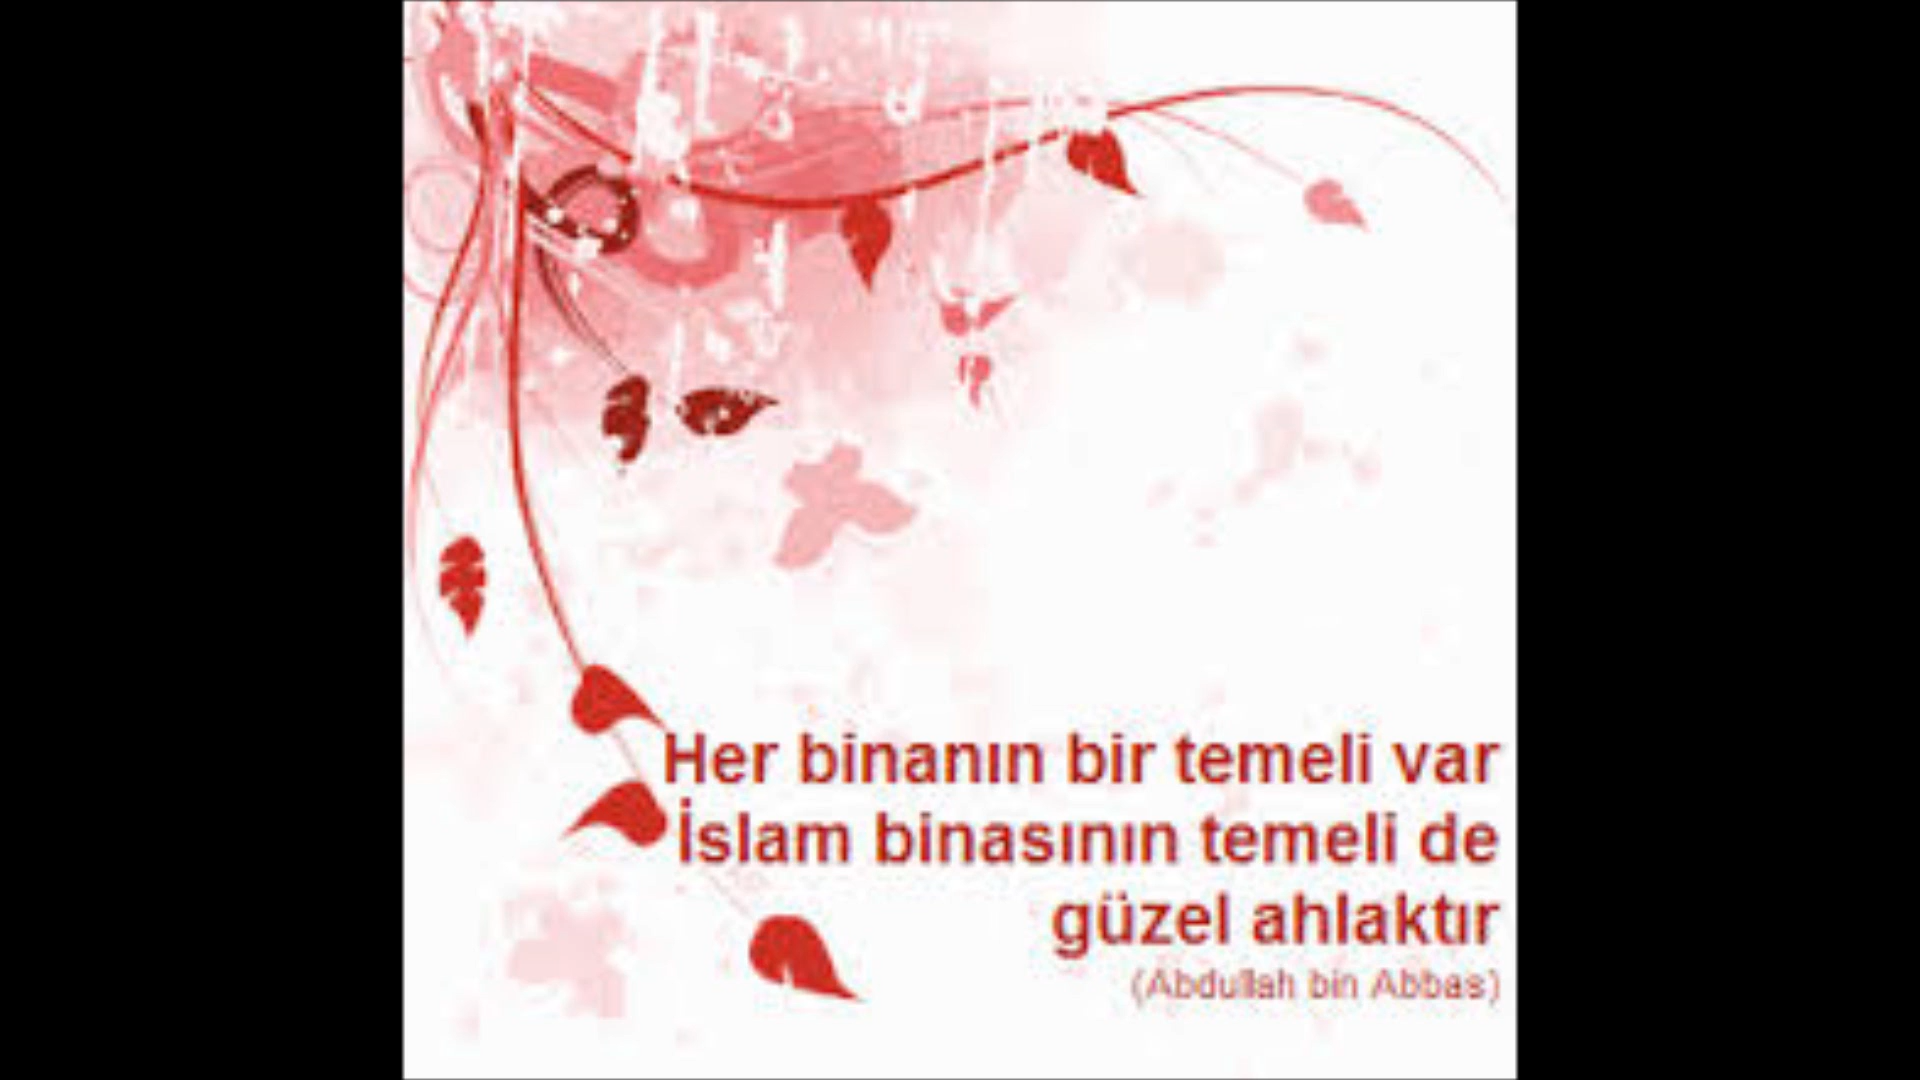 Her binanın bir temeli var
İslam binasının temeli de
güzel ahlaktır
(Abdullah bin Abbas)